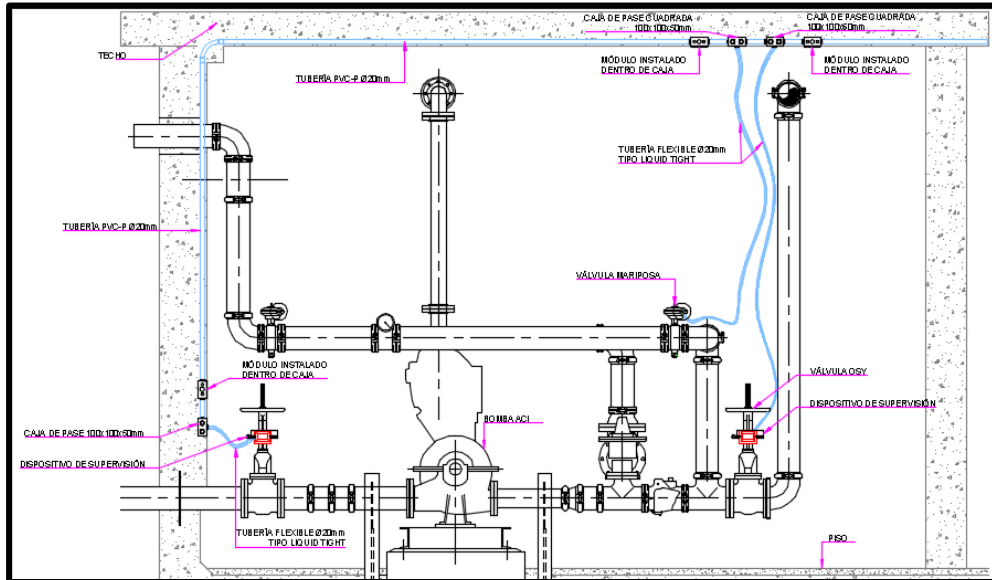 CAJA DE PASE CUADRADA
100x100x50mm
CAJA DE PASE CUADRADA
100x100x50mm
TECHO
TUBERÍA PVC-P Ø20mm
MÓDULO INSTALADO
DENTRO DE CAJA
MÓDULO INSTALADO
DENTRO DE CAJA
TUBERÍA FLEXIBLE Ø20mm
TIPO LIQUID TIGHT
TUBERÍA PVC-P Ø20mm
VÁLVULA MARIPOSA
MÓDULO INSTALADO
DENTRO DE CAJA
VÁLVULA OSY
CAJA DE PASE 100x100x50mm
BOMBA ACI
DISPOSITIVO DE SUPERVISIÓN
DISPOSITIVO DE SUPERVISIÓN
TUBERÍA FLEXIBLE Ø20mm
TIPO LIQUID TIGHT
PISO